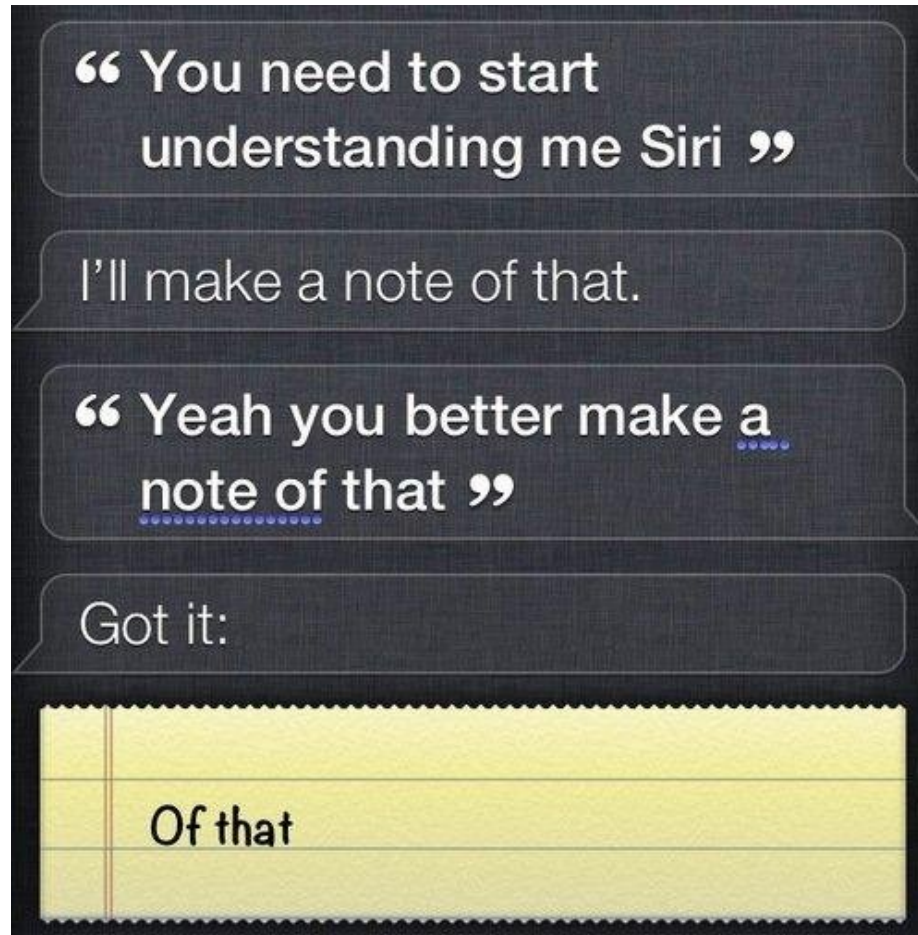 “ You need to start
understanding me Siri ”
I’ll make a note of that.
“ Yeah you better make a
note of that ”
Got it:
Of that